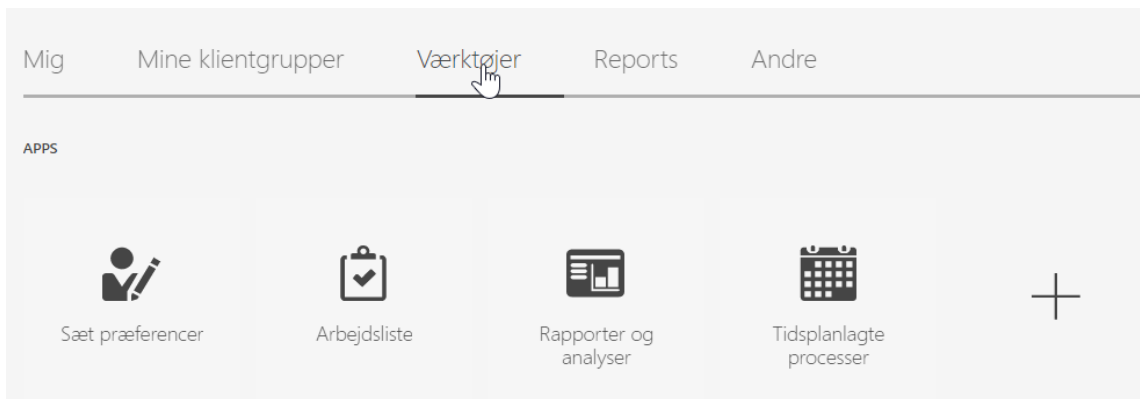 Mig Mine klientgrupper Værktøjer Reports Andre
APPS
Sæt præferencer Arbejdsliste Rapporter og analyser Tidsplanlagte processer